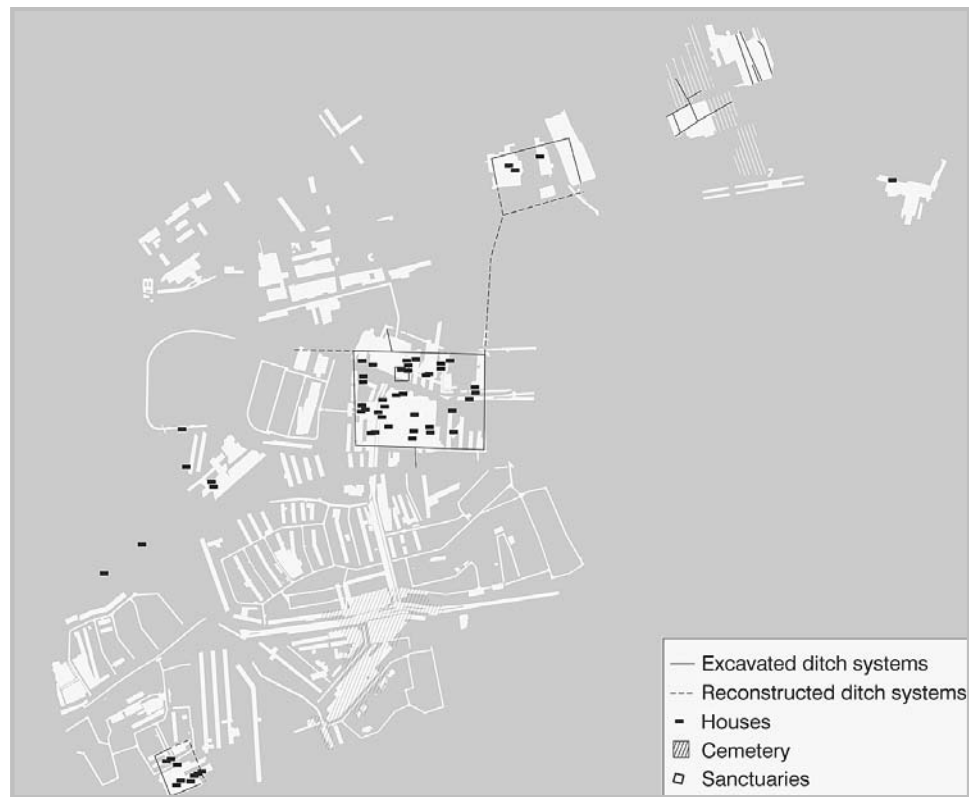 Excavated ditch systems
Reconstructed ditch systems
Houses
Cemetery
Sanctuaries